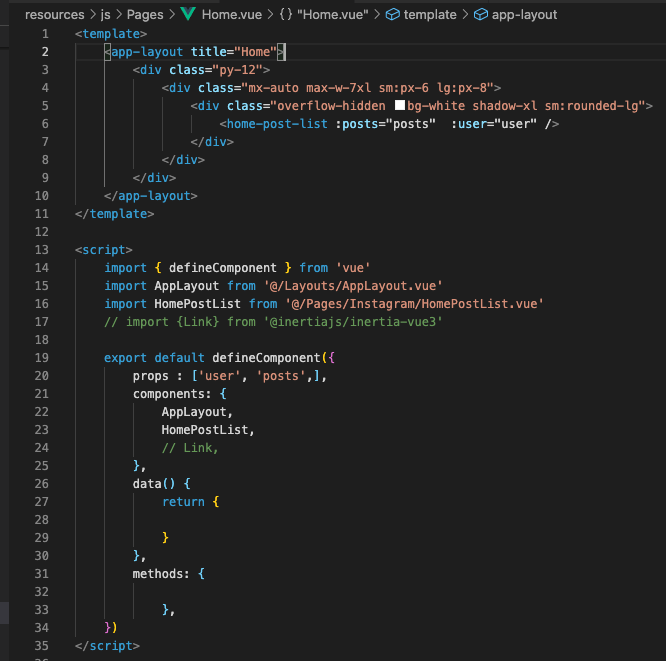 resources > js > Pages > Home.vue > {} "Home.vue" > template > app-layout
1 <template>
2 <app-layout title="Home">
3 <div class="py-12">
4 <div class="mx-auto max-w-7xl sm:px-6 lg:px-8">
5 <div class="overflow-hidden bg-white shadow-xl sm:rounded-lg">
6 <home-post-list :posts="posts"  :user="user" />
7 </div>
8 </div>
9 </div>
10 </app-layout>
11 </template>
12
13 <script>
14 import { defineComponent } from 'vue'
15 import AppLayout from '@/Layouts/AppLayout.vue'
16 import HomePostList from '@/Pages/Instagram/HomePostList.vue'
17 // import {Link} from '@inertiajs/inertia-vue3'
18
19 export default defineComponent({
20 props : ['user', 'posts',],
21 components: {
22 AppLayout,
23 HomePostList,
24 // Link,
25 },
26 data() {
27 return {
28
29 }
30 },
31 methods: {
32
33 },
34 })
35 </script>